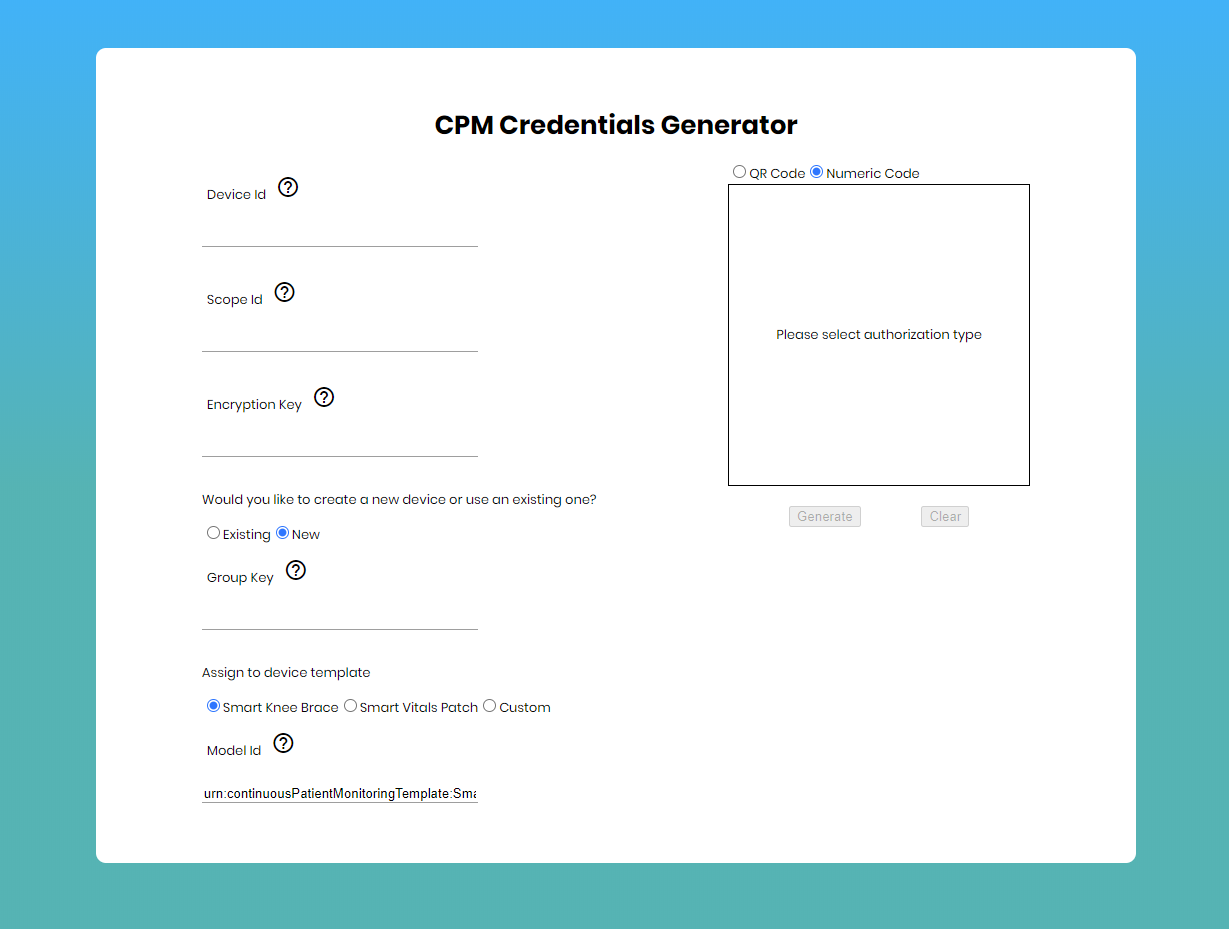 CPM Credentials Generator
Device Id
Scope Id
Encryption Key
Would you like to create a new device or use an existing one?
Existing New
Group Key
Assign to device template
Smart Knee Brace Smart Vitals Patch Custom
Model Id
urn:continuousPatientMonitoringTemplate:Sma
QR Code Numeric Code
Please select authorization type
Generate Clear